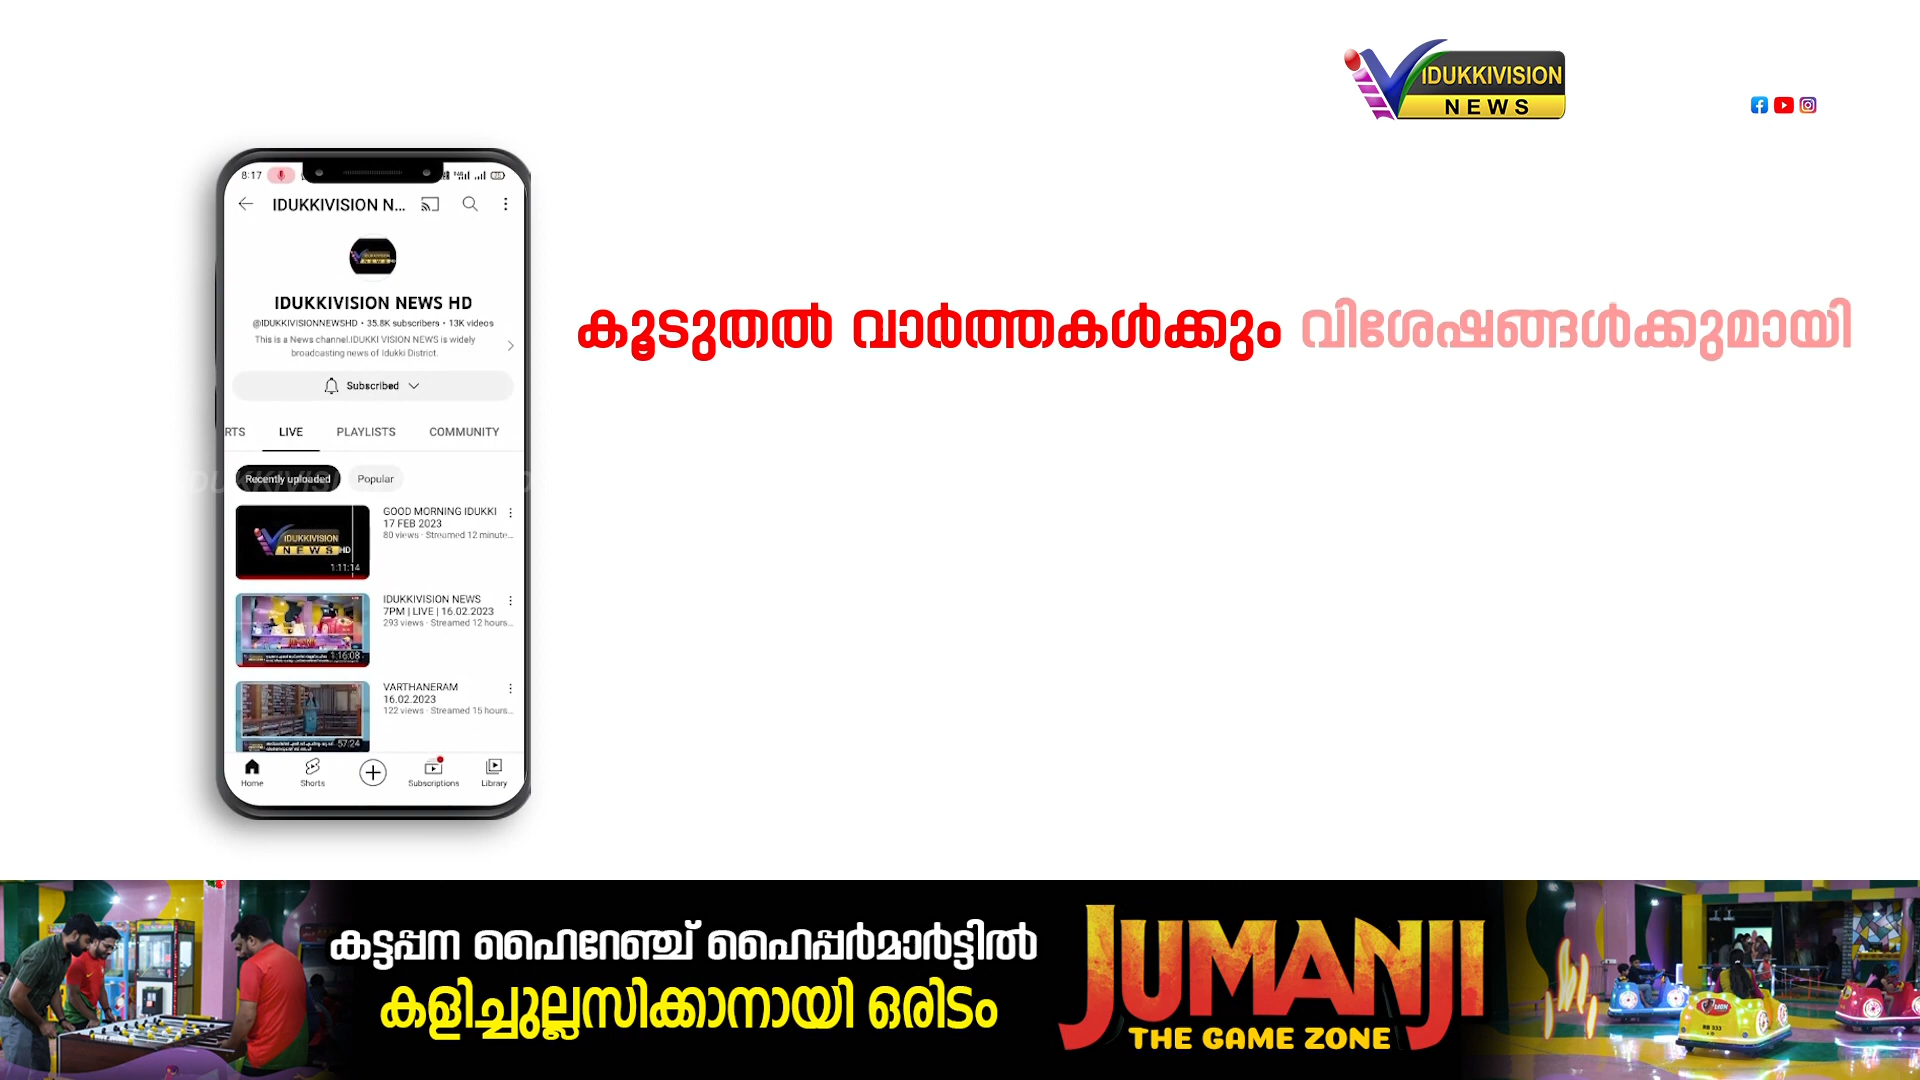 IDUKKIVISION
NEWS
8:17
IDUKKIVISION N...
IDUKKIVISION NEWS HD
@IDUKKIVISIONNEWSHD • 35.8K subscribers • 13K videos
This is a News channel.IDUKKI VISION NEWS is widely
broadcasting news of Idukki District.
Subscribed
RTS LIVE PLAYLISTS COMMUNITY
Recently uploaded Popular
GOOD MORNING IDUKKI
17 FEB 2023
80 views · Streamed 12 minute...
IDUKKIVISION
NEWS HD
1:11:14
IDUKKIVISION NEWS
7PM | LIVE | 16.02.2023
293 views · Streamed 12 hours...
1:16:08
VARTHANERAM
16.02.2023
122 views · Streamed 15 hours...
57:24
Home Shorts Subscriptions Library
കൂടുതൽ വാർത്തകൾക്കും വിശേഷങ്ങൾക്കുമായി
കട്ടപ്പന ഹൈറേഞ്ച് ഹൈപ്പർമാർട്ടിൽ
കളിച്ചുല്ലസിക്കാനായി ഒരിടം
JUMANJI
THE GAME ZONE